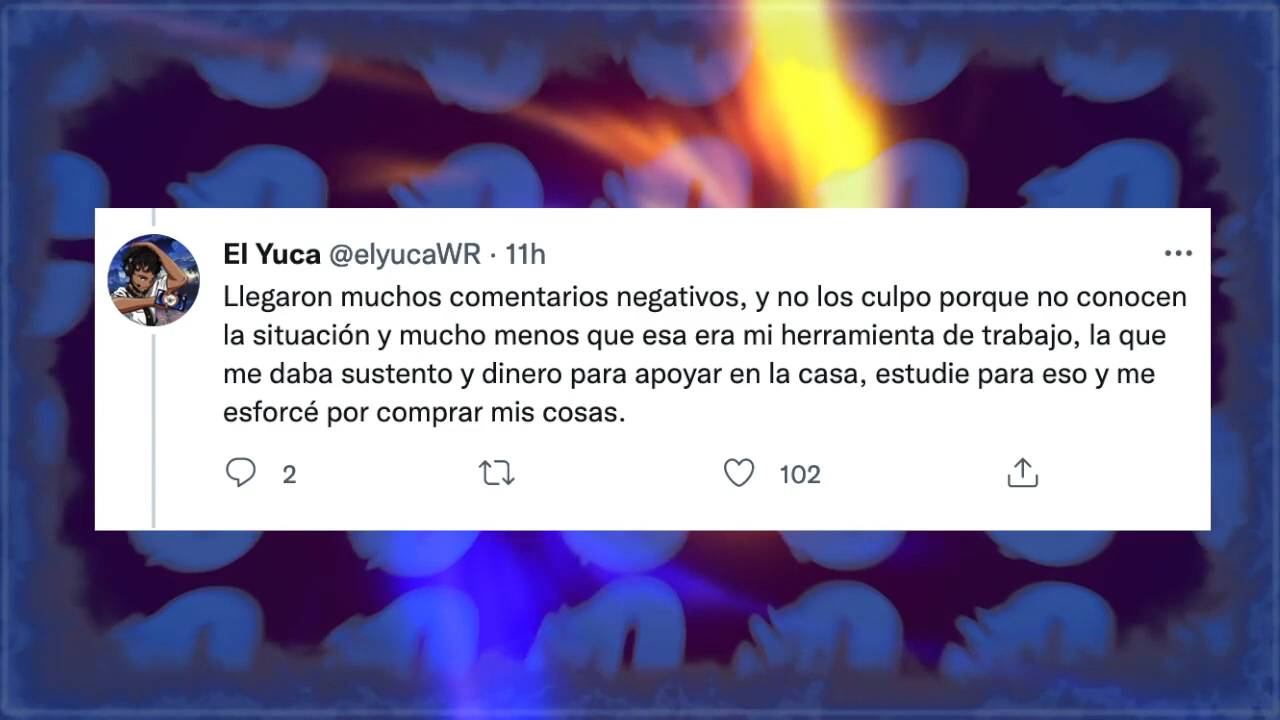 El Yuca @elyucaWR · 11h
Llegaron muchos comentarios negativos, y no los culpo porque no conocen
la situación y mucho menos que esa era mi herramienta de trabajo, la que
me daba sustento y dinero para apoyar en la casa, estudie para eso y me
esforcé por comprar mis cosas.
2 102